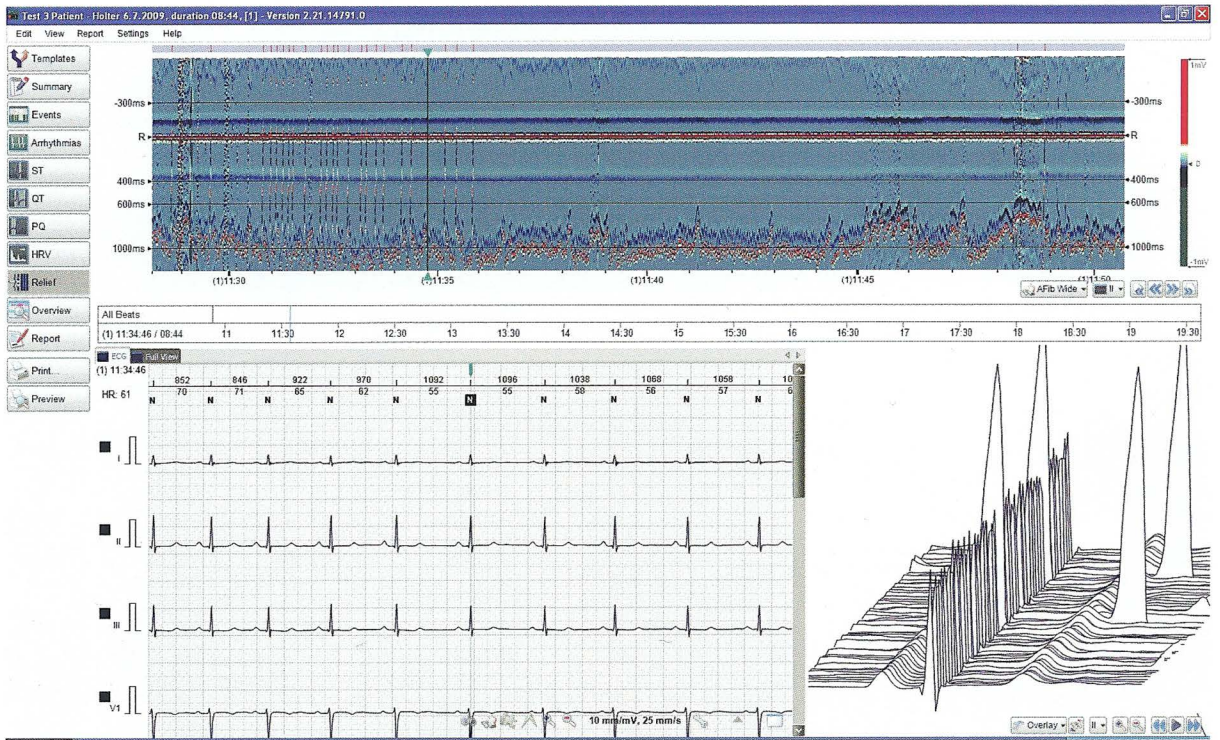 Test 3 Patient - Holter 6.7.2009, duration 08:44, [1] - Version 2.21.14791.0
Edit View Report Settings Help
Templates
Summary
Events
Arrhythmias
ST
QT
PQ
HRV
Relief
Overview
Report
Print...
Preview
-300ms
R
400ms
600ms
1000ms
-300ms
R
400ms
600ms
1000ms
1mV
0
-1mV
(1)11:30 (1)11:35 (1)11:40 (1)11:45 (1)11:50
AFib Wide II
All Beats
(1) 11:34:46 / 08:44 11 11:30 12 12:30 13 13:30 14 14:30 15 15:30 16 16:30 17 17:30 18 18:30 19 19:30
ECG Full View
(1) 11:34:46
852 846 922 970 1092 1096 1038 1068 1058 10
HR: 61 70 71 65 62 55 55 58 56 57 6
N N N N N N N N N N
I
II
III
V1
10 mm/mV, 25 mm/s
Overlay II